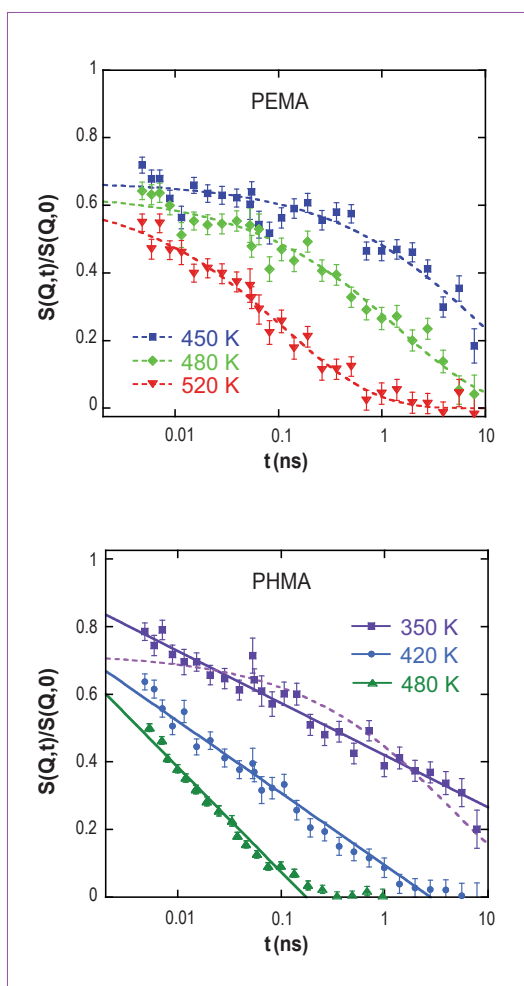 PEMA
S(Q,t)/S(Q,0)
1
0.8
0.6
0.4
0.2
0
450 K
480 K
520 K
0.01 0.1 1 10
t (ns)
PHMA
S(Q,t)/S(Q,0)
1
0.8
0.6
0.4
0.2
0
350 K
420 K
480 K
0.01 0.1 1 10
t (ns)